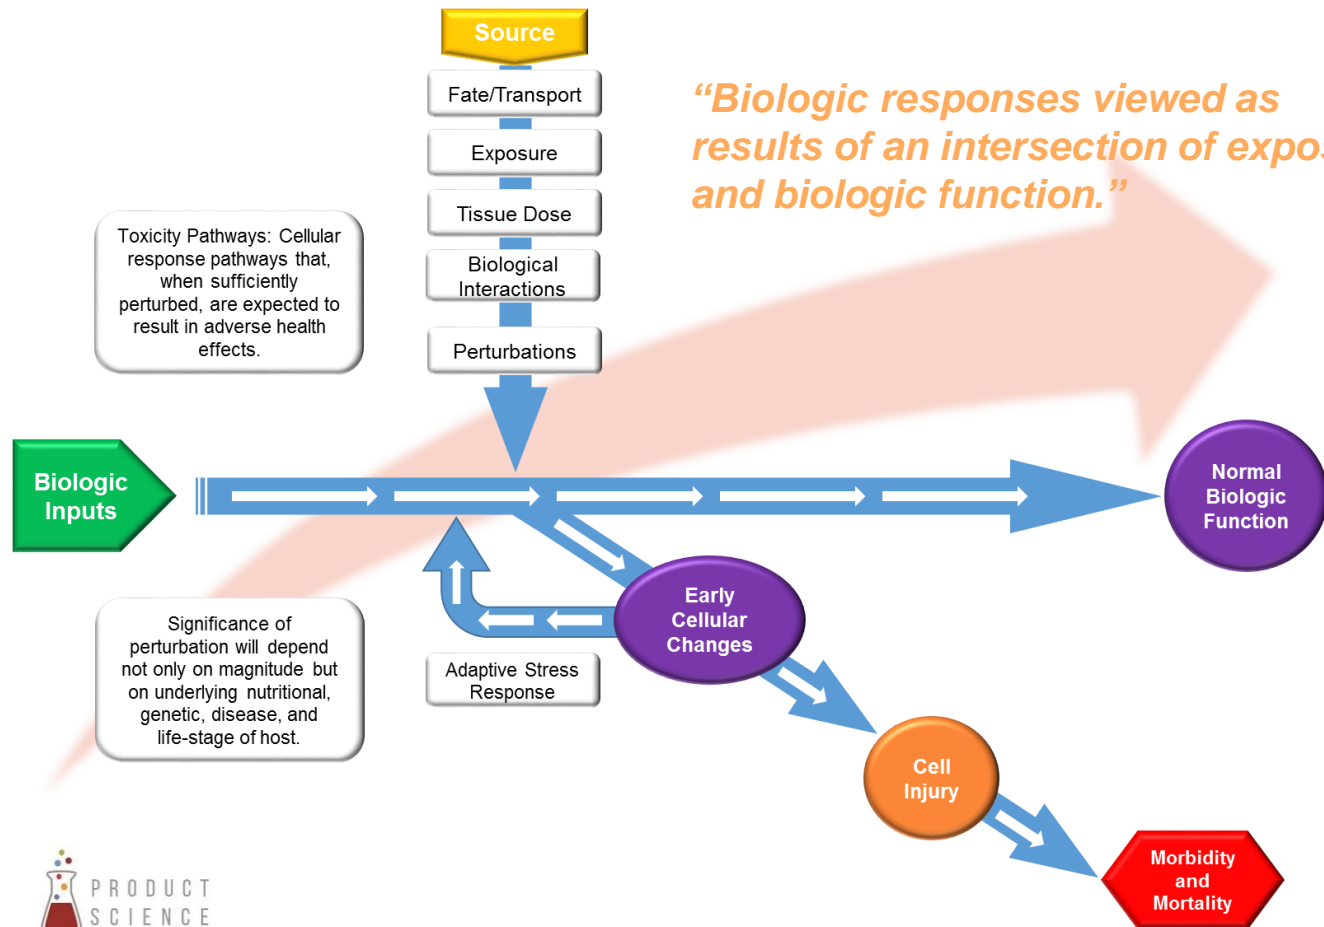 Source
Fate/Transport
Exposure
Tissue Dose
Biological
Interactions
Perturbations
“Biologic responses viewed as
results of an intersection of expos
and biologic function.”
Toxicity Pathways: Cellular
response pathways that,
when sufficiently
perturbed, are expected to
result in adverse health
effects.
Biologic
Inputs
Normal
Biologic
Function
Early
Cellular
Changes
Adaptive Stress
Response
Significance of
perturbation will depend
not only on magnitude but
on underlying nutritional,
genetic, disease, and
life-stage of host.
Cell
Injury
Morbidity
and
Mortality
PRODUCT
SCIENCE